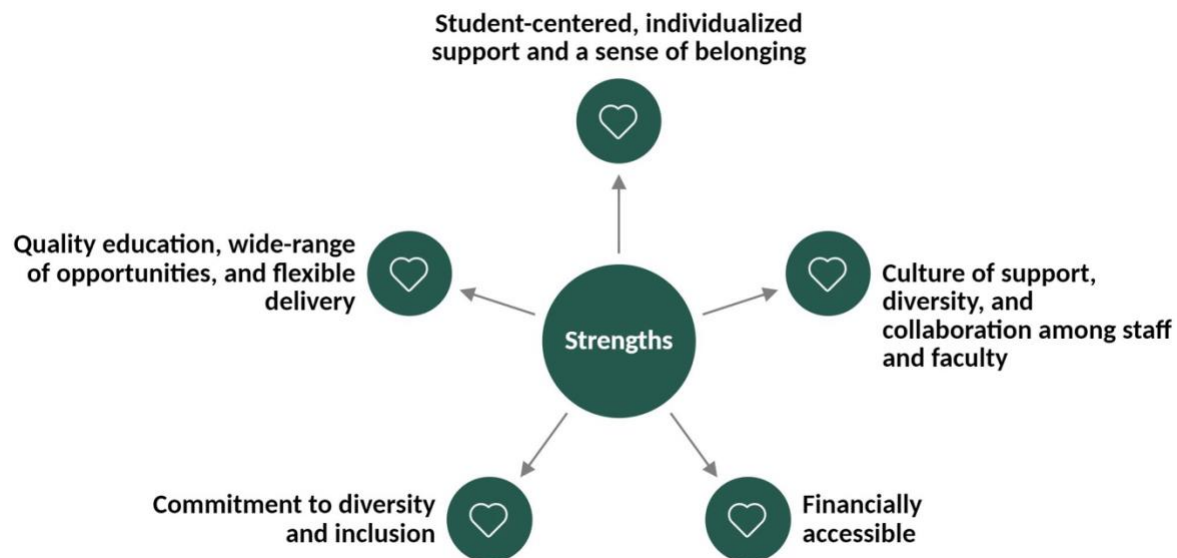 Student-centered, individualized
support and a sense of belonging
Quality education, wide-range
of opportunities, and flexible
delivery
Culture of support,
diversity, and
collaboration among staff
and faculty
Strengths
Commitment to diversity
and inclusion
Financially
accessible